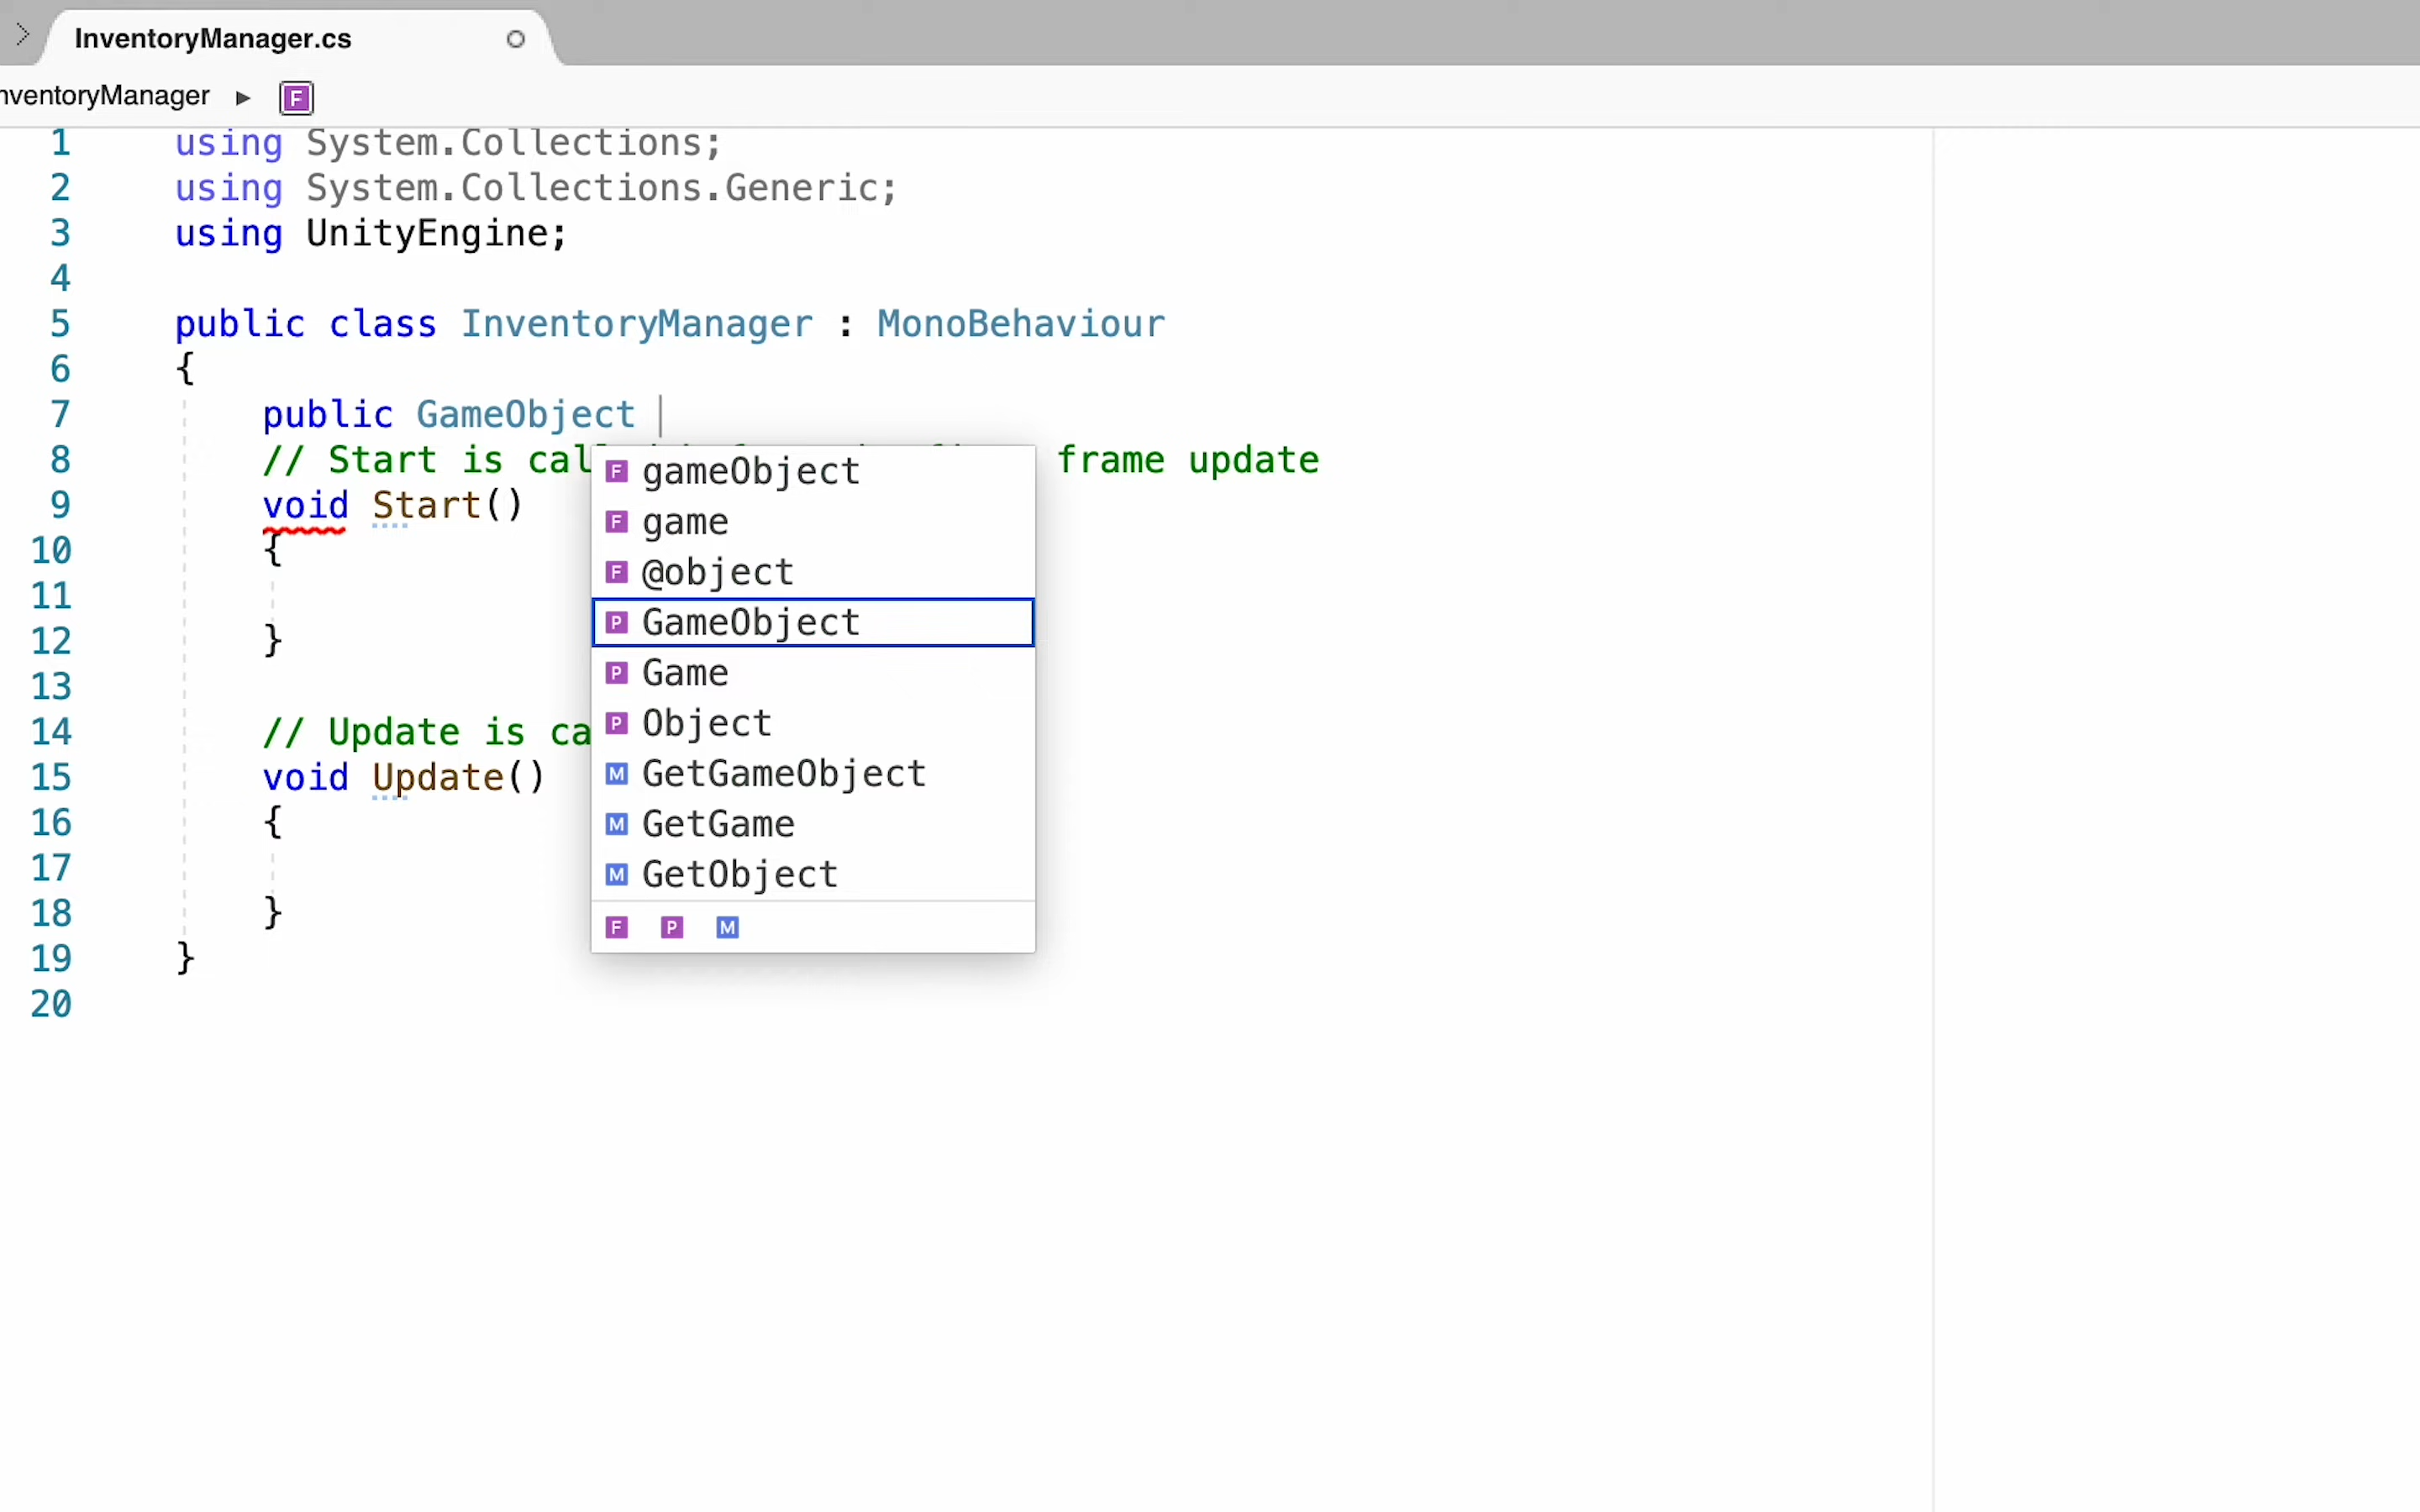 InventoryManager.cs
nventoryManager ▶ F
1 using System.Collections;
2 using System.Collections.Generic;
3 using UnityEngine;
4
5 public class InventoryManager : MonoBehaviour
6 {
7 public GameObject
8 // Start is cal frame update
9 void Start()
10 {
11
12 }
13
14 // Update is ca
15 void Update()
16 {
17
18 }
19 }
20
F gameObject
F game
F @object
P GameObject
P Game
P Object
M GetGameObject
M GetGame
M GetObject
F P M